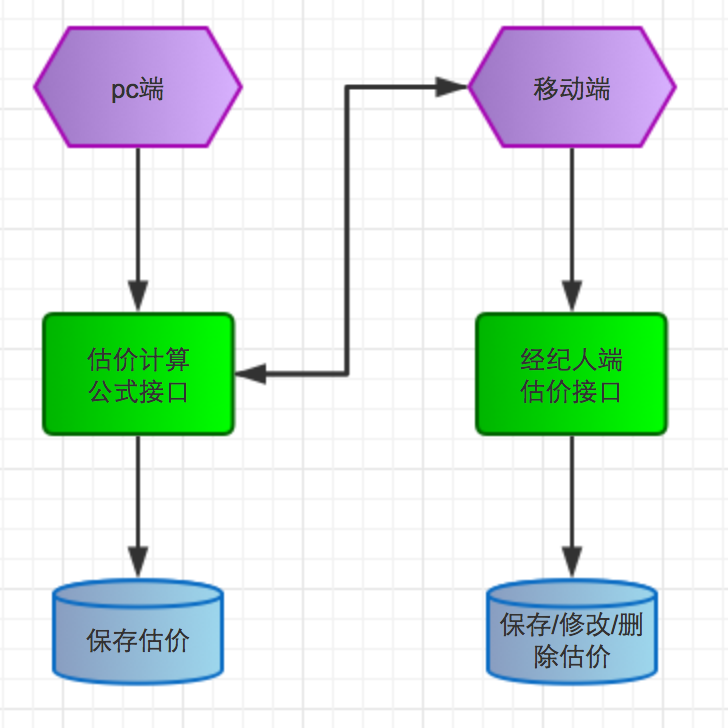 pc端
移动端
估价计算
公式接口
经纪人端
估价接口
保存估价
保存/修改/删
除估价